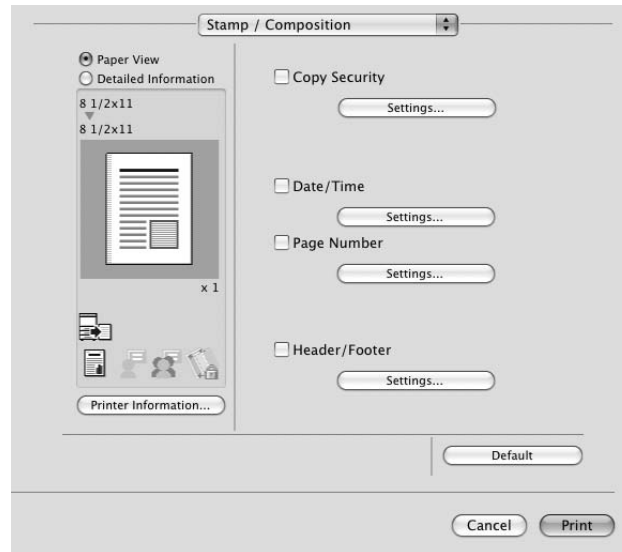 Stamp / Composition
Paper View
Detailed Information
8 1/2x11
8 1/2x11
x 1
Printer Information...
Copy Security
Settings...
Date/Time
Settings...
Page Number
Settings...
Header/Footer
Settings...
Default
Cancel
Print